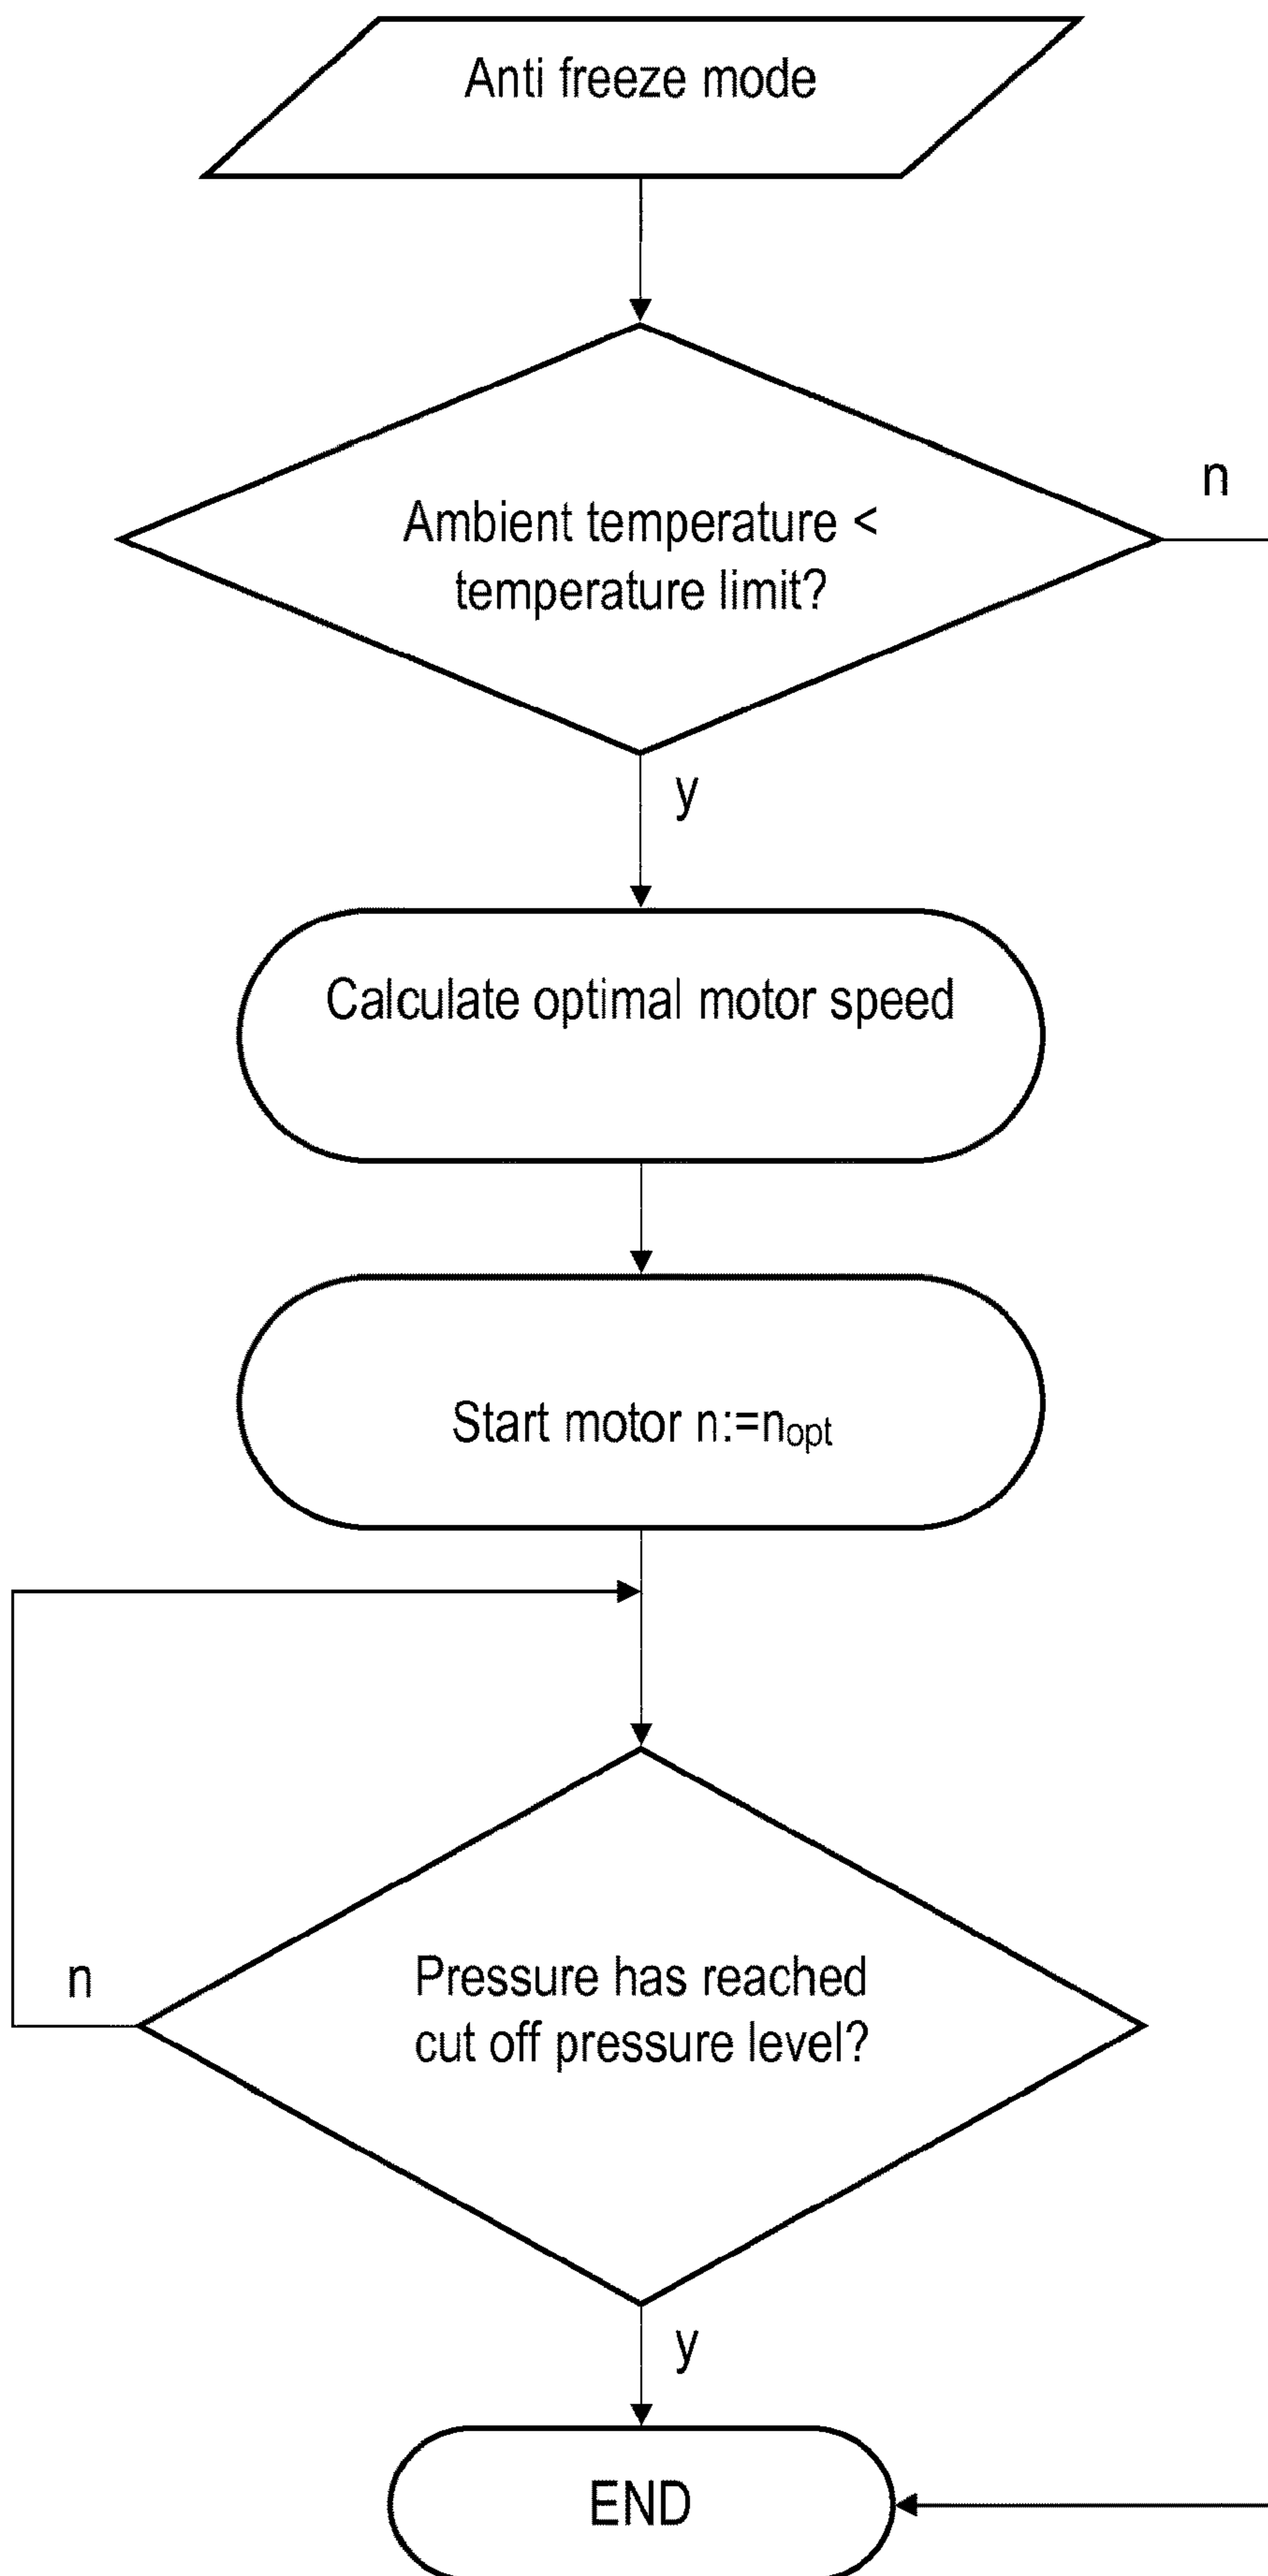 Anti freeze mode
Ambient temperature <
temperature limit?
n
y
Calculate optimal motor speed
Start motor n:=nopt
Pressure has reached
cut off pressure level?
n
y
END